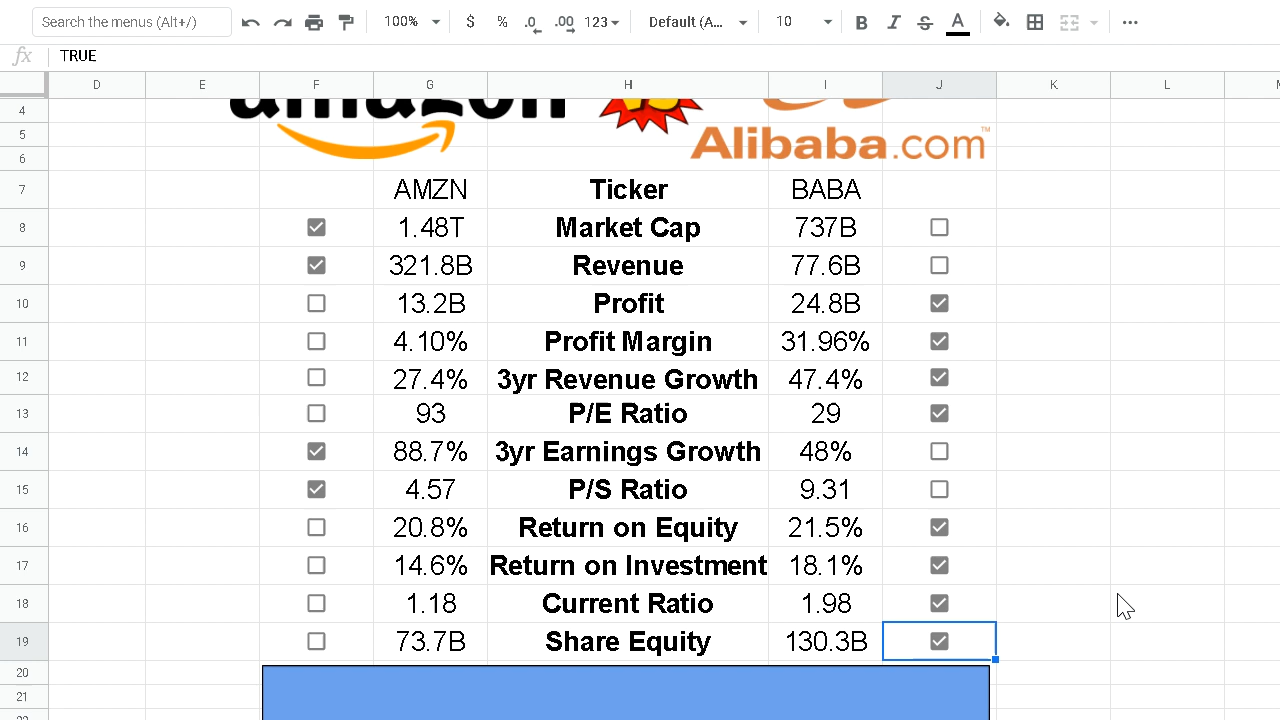 Search the menus (Alt+/)
100% $ % .0 .00 123 Default (A... 10 B I S A
fx TRUE
D E F G H I J K L M
4
amazon VS
5
6 Alibaba.com™
7 AMZN Ticker BABA
8 1.48T Market Cap 737B
9 321.8B Revenue 77.6B
10 13.2B Profit 24.8B
11 4.10% Profit Margin 31.96%
12 27.4% 3yr Revenue Growth 47.4%
13 93 P/E Ratio 29
14 88.7% 3yr Earnings Growth 48%
15 4.57 P/S Ratio 9.31
16 20.8% Return on Equity 21.5%
17 14.6% Return on Investment 18.1%
18 1.18 Current Ratio 1.98
19 73.7B Share Equity 130.3B
20
21